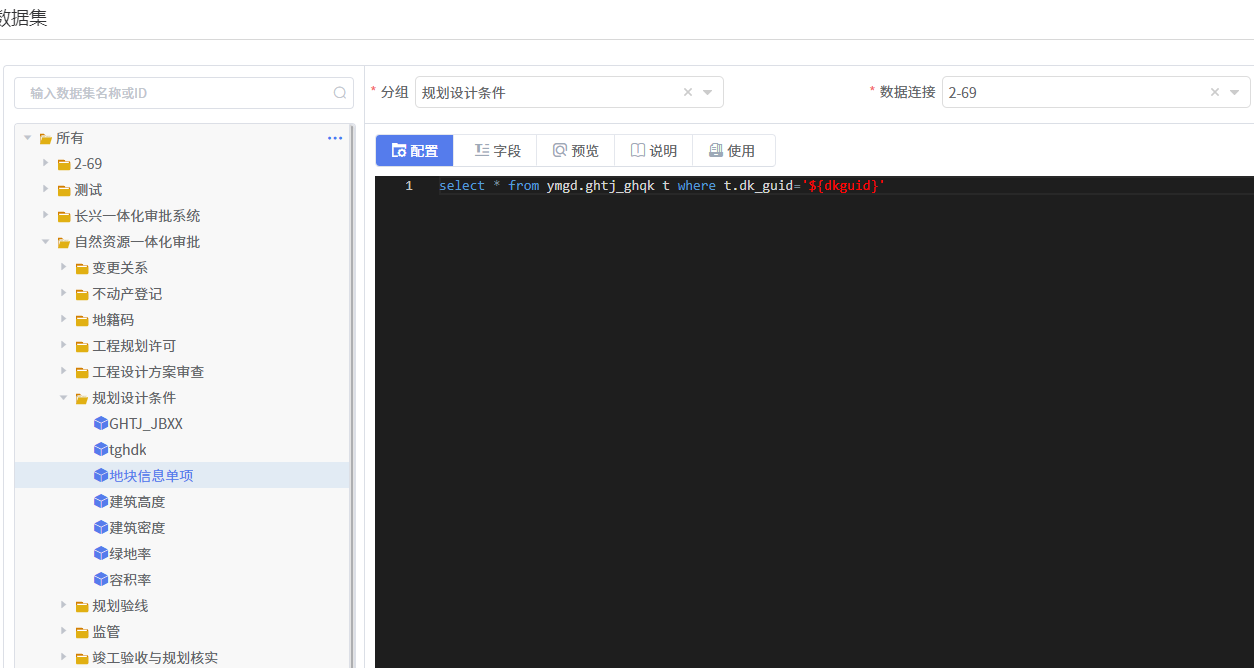 数据集
输入数据集名称或ID
* 分组 规划设计条件
* 数据连接 2-69
所有
2-69
测试
长兴一体化审批系统
自然资源一体化审批
变更关系
不动产登记
地籍码
工程规划许可
工程设计方案审查
规划设计条件
GHTJ_JBXX
tghdk
地块信息单项
建筑高度
建筑密度
绿地率
容积率
规划验线
监管
竣工验收与规划核实
配置 字段 预览 说明 使用
1 select * from ymgd.ghtj_ghqk t where t.dk_guid='${dkguid}'